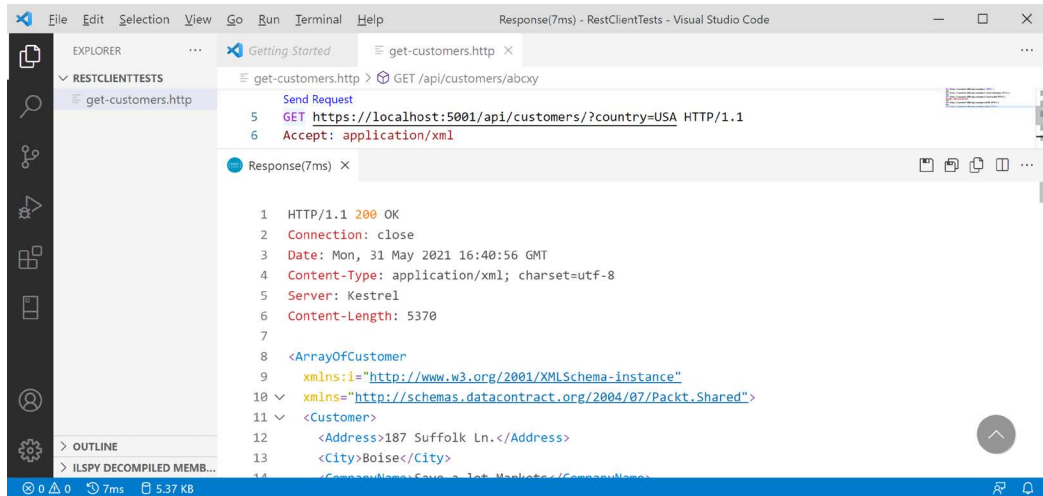 File Edit Selection View Go Run Terminal Help Response(7ms) - RestClientTests - Visual Studio Code
EXPLORER ...
Getting Started
get-customers.http
RESTCLIENTTESTS
get-customers.http > GET /api/customers/abcxy
get-customers.http
Send Request
5 GET https://localhost:5001/api/customers/?country=USA HTTP/1.1
6 Accept: application/xml
Response(7ms)
1 HTTP/1.1 200 OK
2 Connection: close
3 Date: Mon, 31 May 2021 16:40:56 GMT
4 Content-Type: application/xml; charset=utf-8
5 Server: Kestrel
6 Content-Length: 5370
7
8 <ArrayOfCustomer
9 xmlns:i="http://www.w3.org/2001/XMLSchema-instance"
10 xmlns="http://schemas.datacontract.org/2004/07/Packt.Shared">
11 <Customer>
12 <Address>187 Suffolk Ln.</Address>
13 <City>Boise</City>
14 <CompanyName>Save-a-lot Markets</CompanyName>
OUTLINE
ILSPY DECOMPILED MEMB...
0 0 7ms 5.37 KB